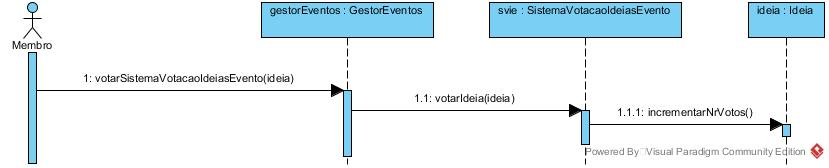 gestorEventos : GestorEventos
svie : SistemaVotacaoIdeiasEvento
ideia : Ideia
Membro
1: votarSistemaVotacaoIdeiasEvento(ideia)
1.1: votarIdeia(ideia)
1.1.1: incrementarNrVotos()
Powered By Visual Paradigm Community Edition